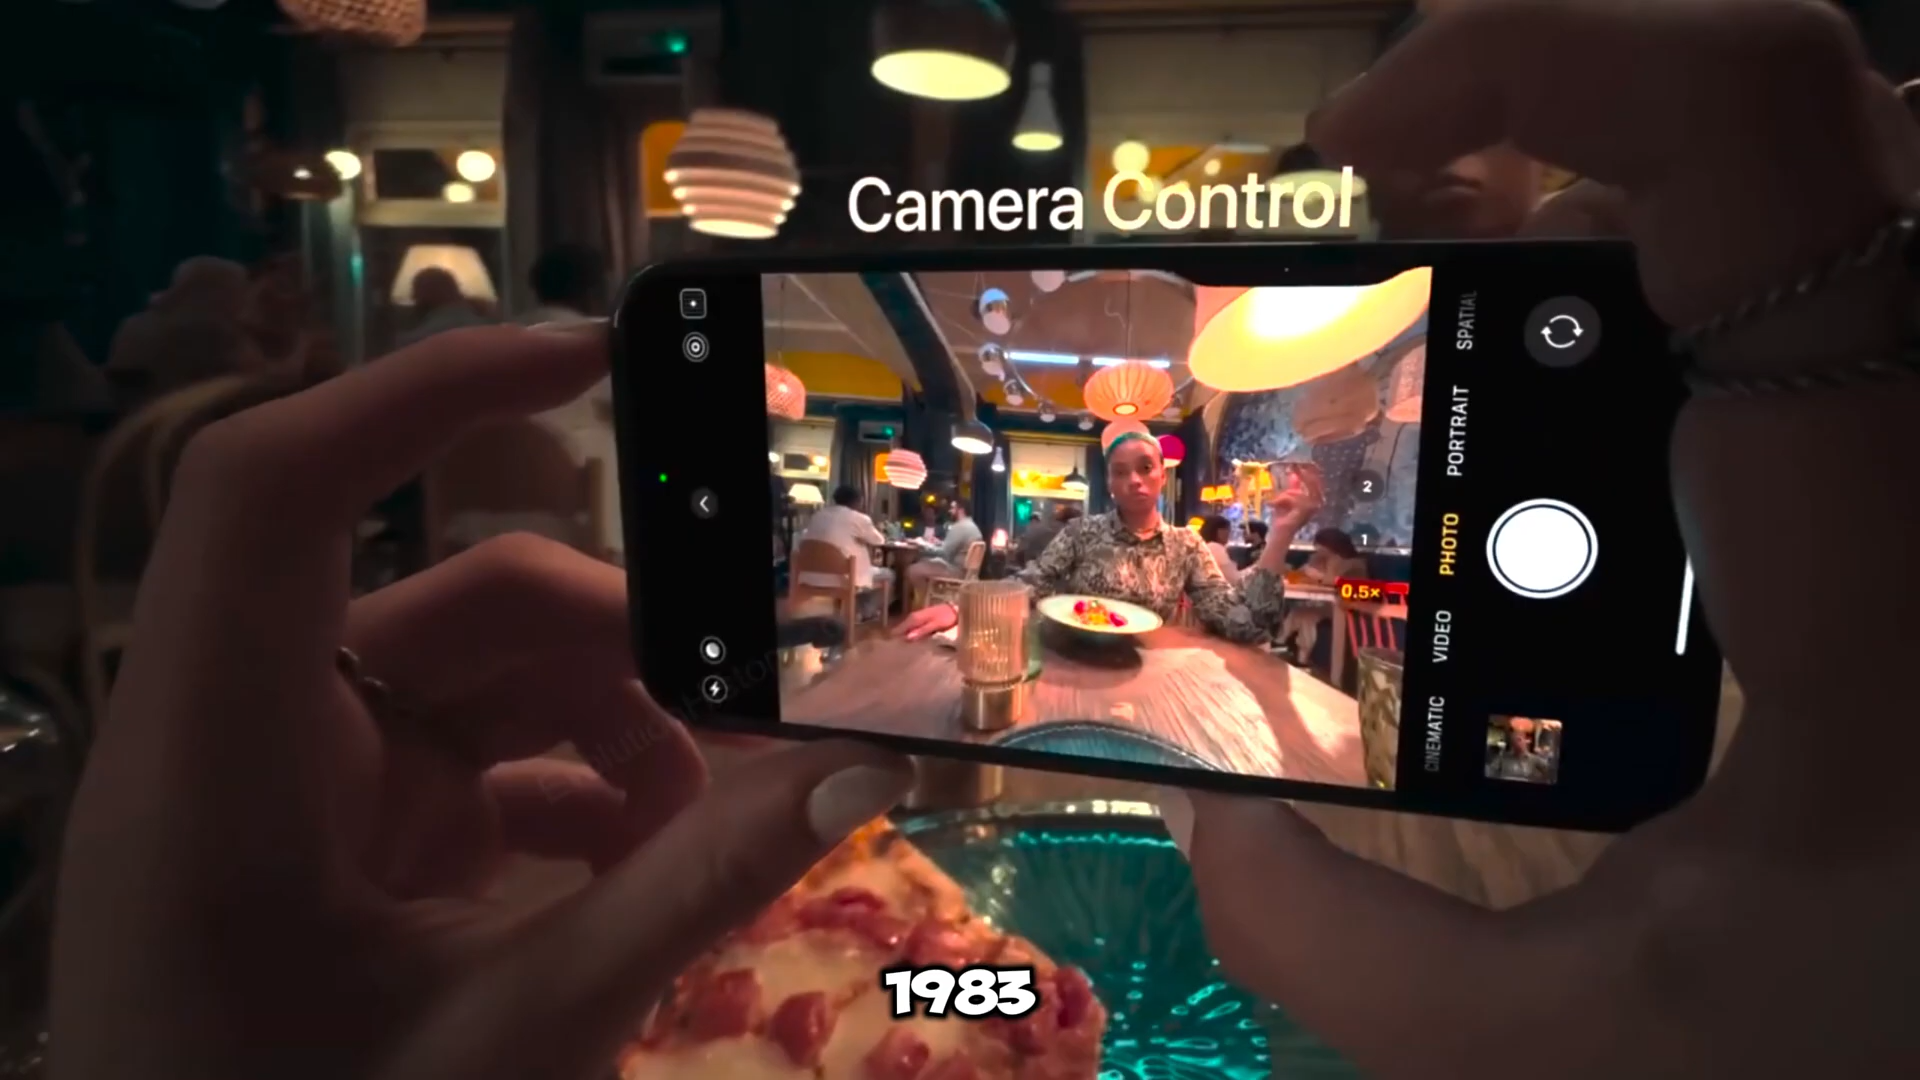 Camera Control
SPATIAL
PORTRAIT
PHOTO
VIDEO
CINEMATIC
2
1
0.5×
1983